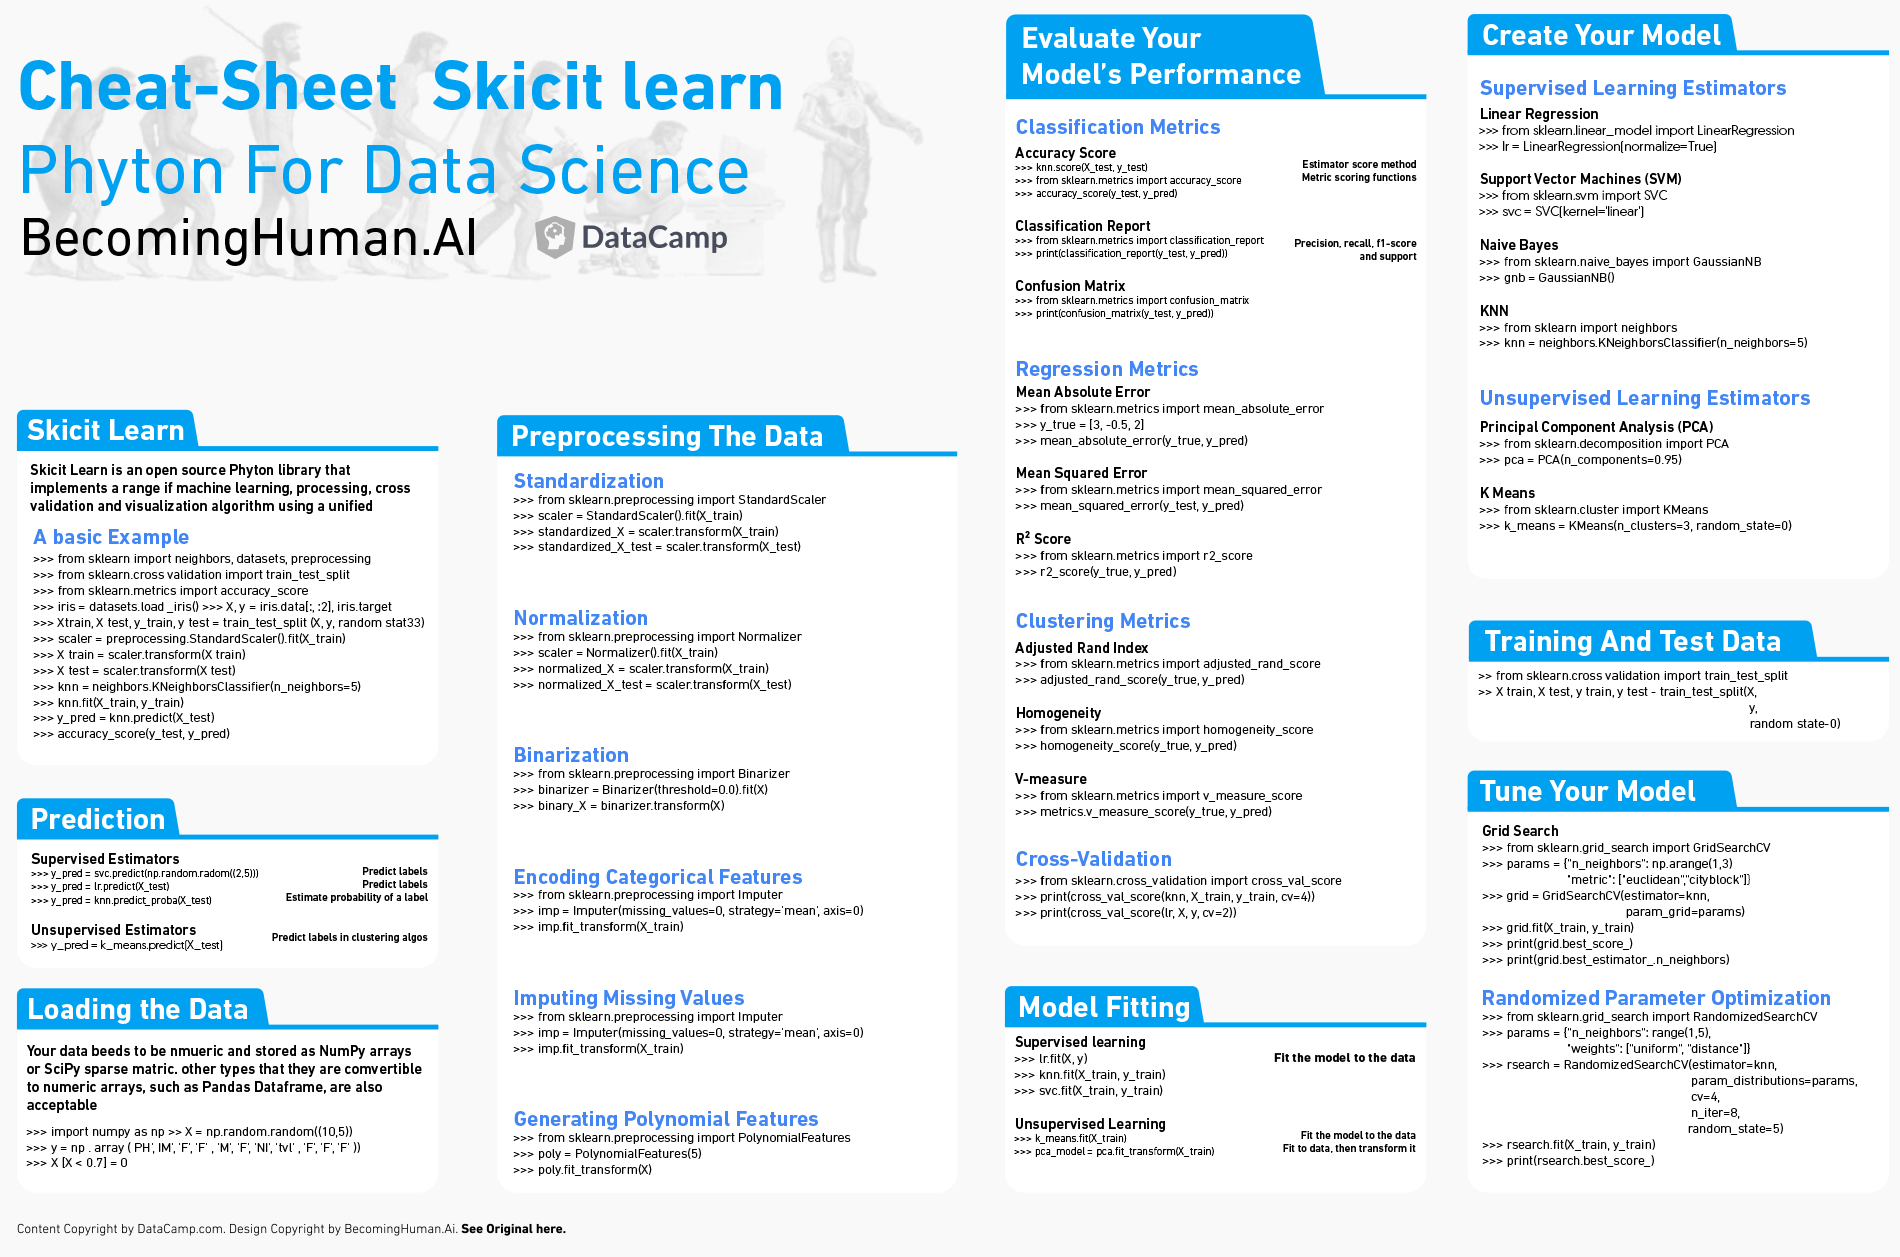 Cheat-Sheet Skicit learn
Phyton For Data Science
BecomingHuman.AI
DataCamp
Skicit Learn
Skicit Learn is an open source Phyton library that
implements a range if machine learning, processing, cross
validation and visualization algorithm using a unified
A basic Example
>>> from sklearn import neighbors, datasets, preprocessing
>>> from sklearn.cross validation import train_test_split
>>> from sklearn.metrics import accuracy_score
>>> iris = datasets.load _iris() >>> X, y = iris.data[:, :2], iris.target
>>> Xtrain, X test, y_train, y test = train_test_split (X, y, random stat33)
>>> scaler = preprocessing.StandardScaler().fit(X_train)
>>> X train = scaler.transform(X train)
>>> X test = scaler.transform(X test)
>>> knn = neighbors.KNeighborsClassifier(n_neighbors=5)
>>> knn.fit(X_train, y_train)
>>> y_pred = knn.predict(X_test)
>>> accuracy_score(y_test, y_pred)
Prediction
Supervised Estimators
>>> y_pred = svc.predict(np.random.radom((2,5))) Predict labels
>>> y_pred = lr.predict(X_test) Predict labels
>>> y_pred = knn.predict_proba(X_test) Estimate probability of a label
Unsupervised Estimators
>>> y_pred = k_means.predict(X_test) Predict labels in clustering algos
Loading the Data
Your data beeds to be nmueric and stored as NumPy arrays
or SciPy sparse matric. other types that they are comvertible
to numeric arrays, such as Pandas Dataframe, are also
acceptable
>>> import numpy as np >> X = np.random.random((10,5))
>>> y = np . array ( PH', IM', 'F', 'F' , 'M', 'F', 'NI', 'tvl' , 'F', 'F', 'F' ))
>>> X [X < 0.7] = 0
Preprocessing The Data
Standardization
>>> from sklearn.preprocessing import StandardScaler
>>> scaler = StandardScaler().fit(X_train)
>>> standardized_X = scaler.transform(X_train)
>>> standardized_X_test = scaler.transform(X_test)
Normalization
>>> from sklearn.preprocessing import Normalizer
>>> scaler = Normalizer().fit(X_train)
>>> normalized_X = scaler.transform(X_train)
>>> normalized_X_test = scaler.transform(X_test)
Binarization
>>> from sklearn.preprocessing import Binarizer
>>> binarizer = Binarizer(threshold=0.0).fit(X)
>>> binary_X = binarizer.transform(X)
Encoding Categorical Features
>>> from sklearn.preprocessing import Imputer
>>> imp = Imputer(missing_values=0, strategy='mean', axis=0)
>>> imp.fit_transform(X_train)
Imputing Missing Values
>>> from sklearn.preprocessing import Imputer
>>> imp = Imputer(missing_values=0, strategy='mean', axis=0)
>>> imp.fit_transform(X_train)
Generating Polynomial Features
>>> from sklearn.preprocessing import PolynomialFeatures
>>> poly = PolynomialFeatures(5)
>>> poly.fit_transform(X)
Evaluate Your
Model's Performance
Classification Metrics
Accuracy Score
>>> knn.score(X_test, y_test) Estimator score method
>>> from sklearn.metrics import accuracy_score Metric scoring functions
>>> accuracy_score(y_test, y_pred)
Classification Report
>>> from sklearn.metrics import classification_report Precision, recall, f1-score
>>> print(classification_report(y_test, y_pred)) and support
Confusion Matrix
>>> from sklearn.metrics import confusion_matrix
>>> print(confusion_matrix(y_test, y_pred))
Regression Metrics
Mean Absolute Error
>>> from sklearn.metrics import mean_absolute_error
>>> y_true = [3, -0.5, 2]
>>> mean_absolute_error(y_true, y_pred)
Mean Squared Error
>>> from sklearn.metrics import mean_squared_error
>>> mean_squared_error(y_test, y_pred)
R² Score
>>> from sklearn.metrics import r2_score
>>> r2_score(y_true, y_pred)
Clustering Metrics
Adjusted Rand Index
>>> from sklearn.metrics import adjusted_rand_score
>>> adjusted_rand_score(y_true, y_pred)
Homogeneity
>>> from sklearn.metrics import homogeneity_score
>>> homogeneity_score(y_true, y_pred)
V-measure
>>> from sklearn.metrics import v_measure_score
>>> metrics.v_measure_score(y_true, y_pred)
Cross-Validation
>>> from sklearn.cross_validation import cross_val_score
>>> print(cross_val_score(knn, X_train, y_train, cv=4))
>>> print(cross_val_score(lr, X, y, cv=2))
Model Fitting
Supervised learning
>>> lr.fit(X, y) Fit the model to the data
>>> knn.fit(X_train, y_train)
>>> svc.fit(X_train, y_train)
Unsupervised Learning
>>> k_means.fit(X_train) Fit the model to the data
>>> pca_model = pca.fit_transform(X_train) Fit to data, then transform it
Create Your Model
Supervised Learning Estimators
Linear Regression
>>> from sklearn.linear_model import LinearRegression
>>> lr = LinearRegression(normalize=True)
Support Vector Machines (SVM)
>>> from sklearn.svm import SVC
>>> svc = SVC(kernel='linear')
Naive Bayes
>>> from sklearn.naive_bayes import GaussianNB
>>> gnb = GaussianNB()
KNN
>>> from sklearn import neighbors
>>> knn = neighbors.KNeighborsClassifier(n_neighbors=5)
Unsupervised Learning Estimators
Principal Component Analysis (PCA)
>>> from sklearn.decomposition import PCA
>>> pca = PCA(n_components=0.95)
K Means
>>> from sklearn.cluster import KMeans
>>> k_means = KMeans(n_clusters=3, random_state=0)
Training And Test Data
>> from sklearn.cross validation import train_test_split
>> X train, X test, y train, y test - train_test_split(X,
y,
random state-0)
Tune Your Model
Grid Search
>>> from sklearn.grid_search import GridSearchCV
>>> params = {"n_neighbors": np.arange(1,3)
"metric": ["euclidean","cityblock"]}
>>> grid = GridSearchCV(estimator=knn,
param_grid=params)
>>> grid.fit(X_train, y_train)
>>> print(grid.best_score_)
>>> print(grid.best_estimator_.n_neighbors)
Randomized Parameter Optimization
>>> from sklearn.grid_search import RandomizedSearchCV
>>> params = {"n_neighbors": range(1,5),
"weights": ["uniform", "distance"]}
>>> rsearch = RandomizedSearchCV(estimator=knn,
param_distributions=params,
cv=4,
n_iter=8,
random_state=5)
>>> rsearch.fit(X_train, y_train)
>>> print(rsearch.best_score_)
Content Copyright by DataCamp.com. Design Copyright by BecomingHuman.Ai. See Original here.